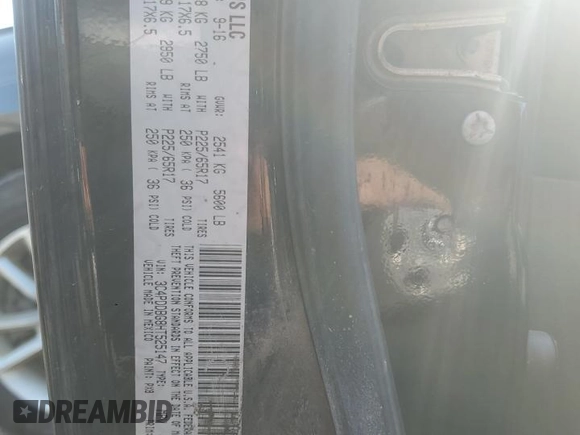 S LLC
9-16 GVWR: 2541 KG 5600 LB
8 KG 2750 LB WITH P225/65R17 TIRES
17X6.5 RIMS AT 250 KPA ( 36 PSI) COLD
9 KG 2950 LB WITH P225/65R17 TIRES
17X6.5 RIMS AT 250 KPA ( 36 PSI) COLD
THIS VEHICLE CONFORMS TO ALL APPLICABLE U.S.A. FEDERAL
THEFT PREVENTION STANDARDS IN EFFECT ON THE DATE OF M
VIN: 3C4PDDBG8HT525147 TYPE:
VEHICLE MADE IN MEXICO PAINT: PX8
DREAMBID